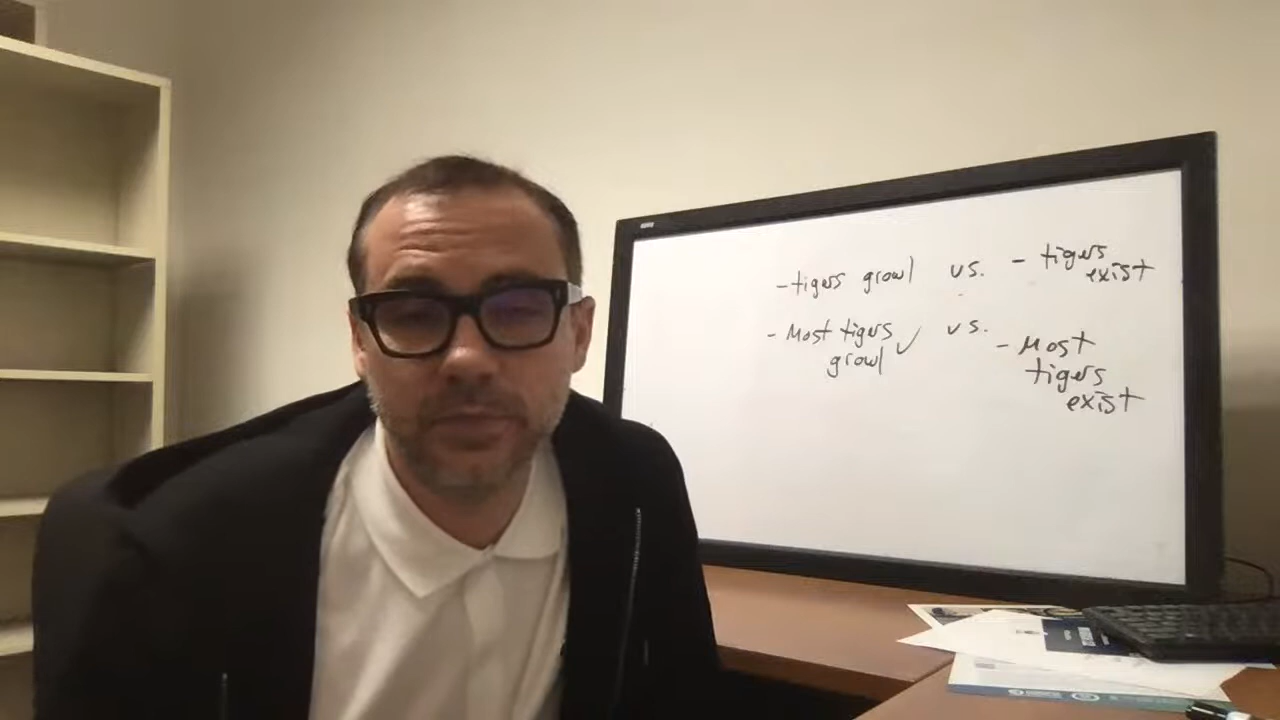 - tigers growl vs. - tigers
exist
- Most tigers vs. - Most
growl ✓ tigers
exist